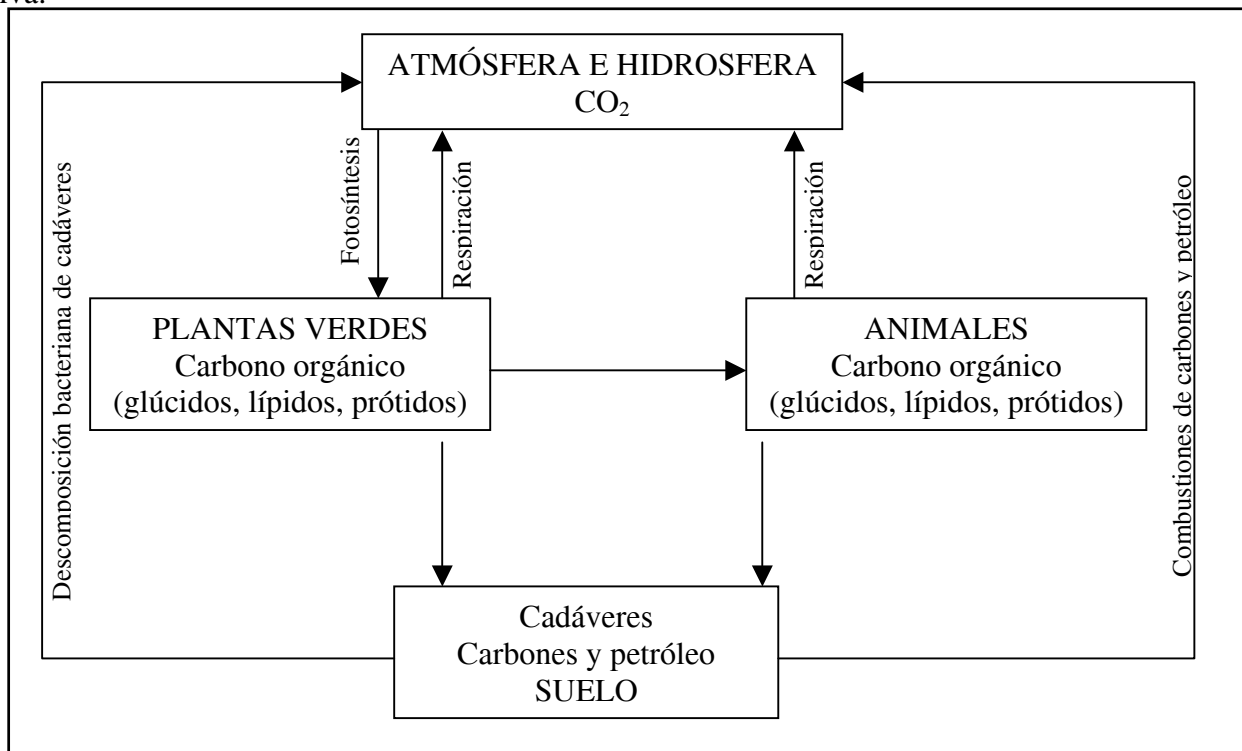 ATMÓSFERA E HIDROSFERA
CO₂
Descomposición bacteriana de cadáveres
Fotosíntesis
Respiración
Respiración
Combustiones de carbones y petróleo
PLANTAS VERDES
Carbono orgánico
(glúcidos, lípidos, prótidos)
ANIMALES
Carbono orgánico
(glúcidos, lípidos, prótidos)
Cadáveres
Carbones y petróleo
SUELO